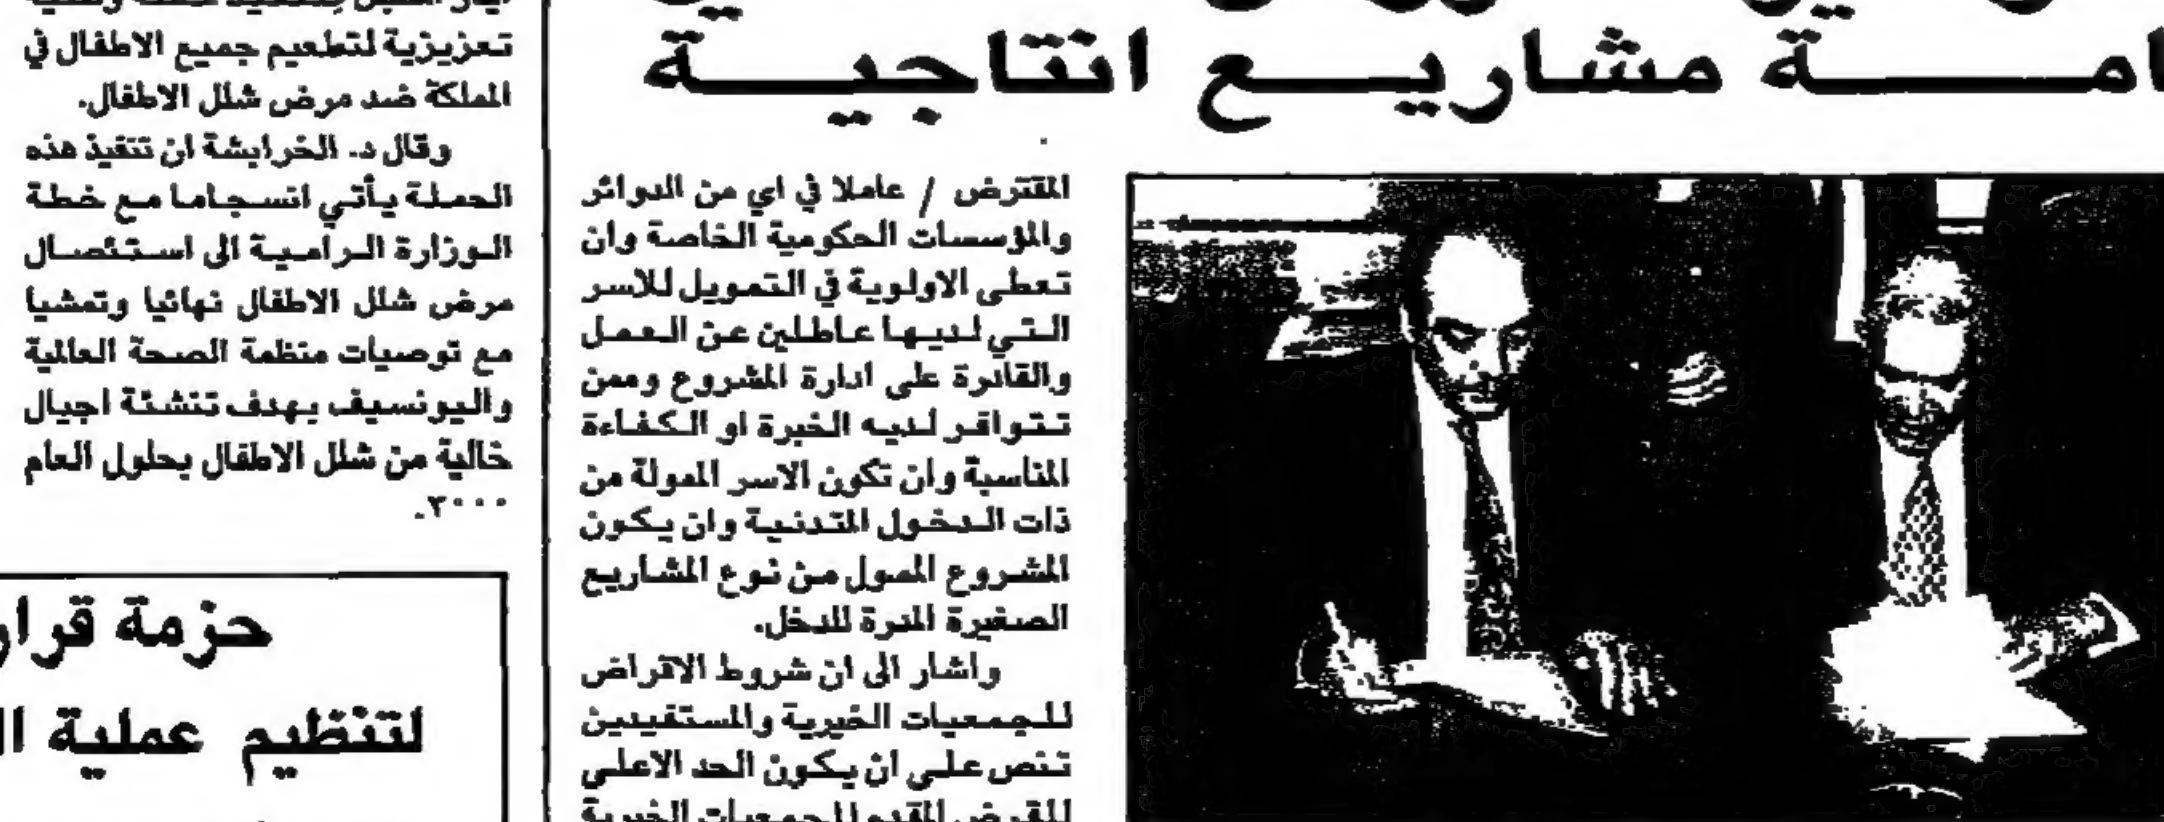 ـامـــة مشاريـــع انتاجيـــة
المقترض / عاملا في اي من الدوائر
والمؤسسات الحكومية الخاصة وان
تعطى الاولوية في التمويل للاسر
التي لديها عاطلين عن العمل
والقادرة على ادارة المشروع وممن
تتوافر لديه الخبرة او الكفاءة
المناسبة وان تكون الاسر الممولة من
ذات الدخول المتدنية وان يكون
المشروع الممول من نوع المشاريع
الصغيرة المدرة للدخل.
واشار الى ان شروط الاقراض
للجمعيات الخيرية والمستفيدين
تنص على ان يكون الحد الاعلى
للقرض المقدم للجمعيات الخيرية
تعزيزية لتطعيم جميع الاطفال في
المملكة ضد مرض شلل الاطفال.
وقال د. الخرابشة ان تنفيذ هذه
الحملة يأتي انسجاما مع خطة
الوزارة الرامية الى استئصال
مرض شلل الاطفال نهائيا وتمشيا
مع توصيات منظمة الصحة العالمية
واليونسيف بهدف تنشئة اجيال
خالية من شلل الاطفال بحلول العام
٢٠٠٠.
حزمة قرار
لتنظيم عملية ال